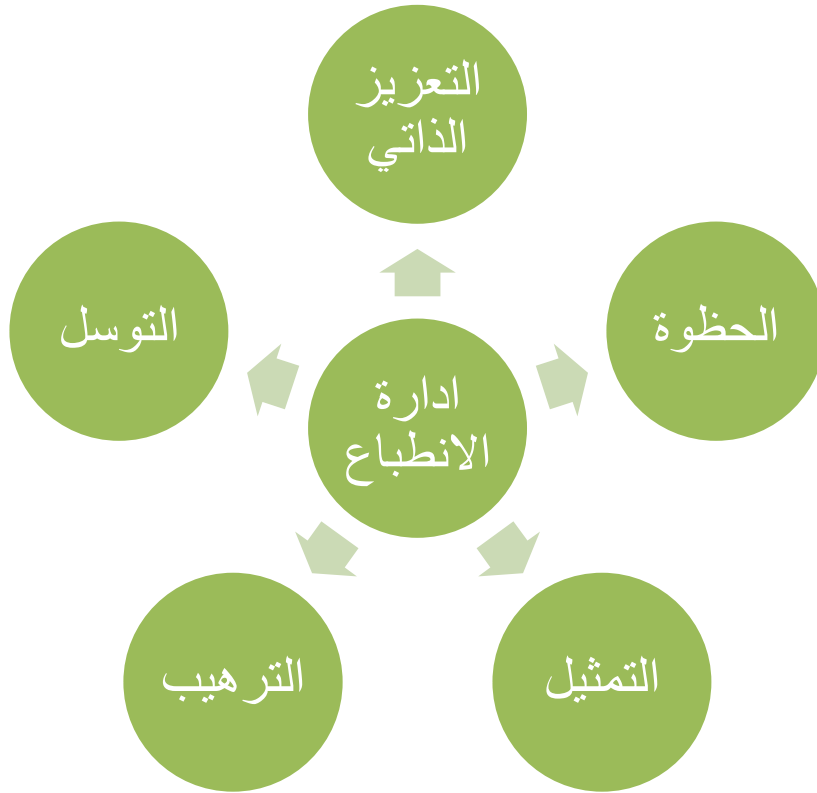 التعزيز
الذاتي
الحظوة
التوسل
ادارة
الانطباع
التمثيل
الترهيب